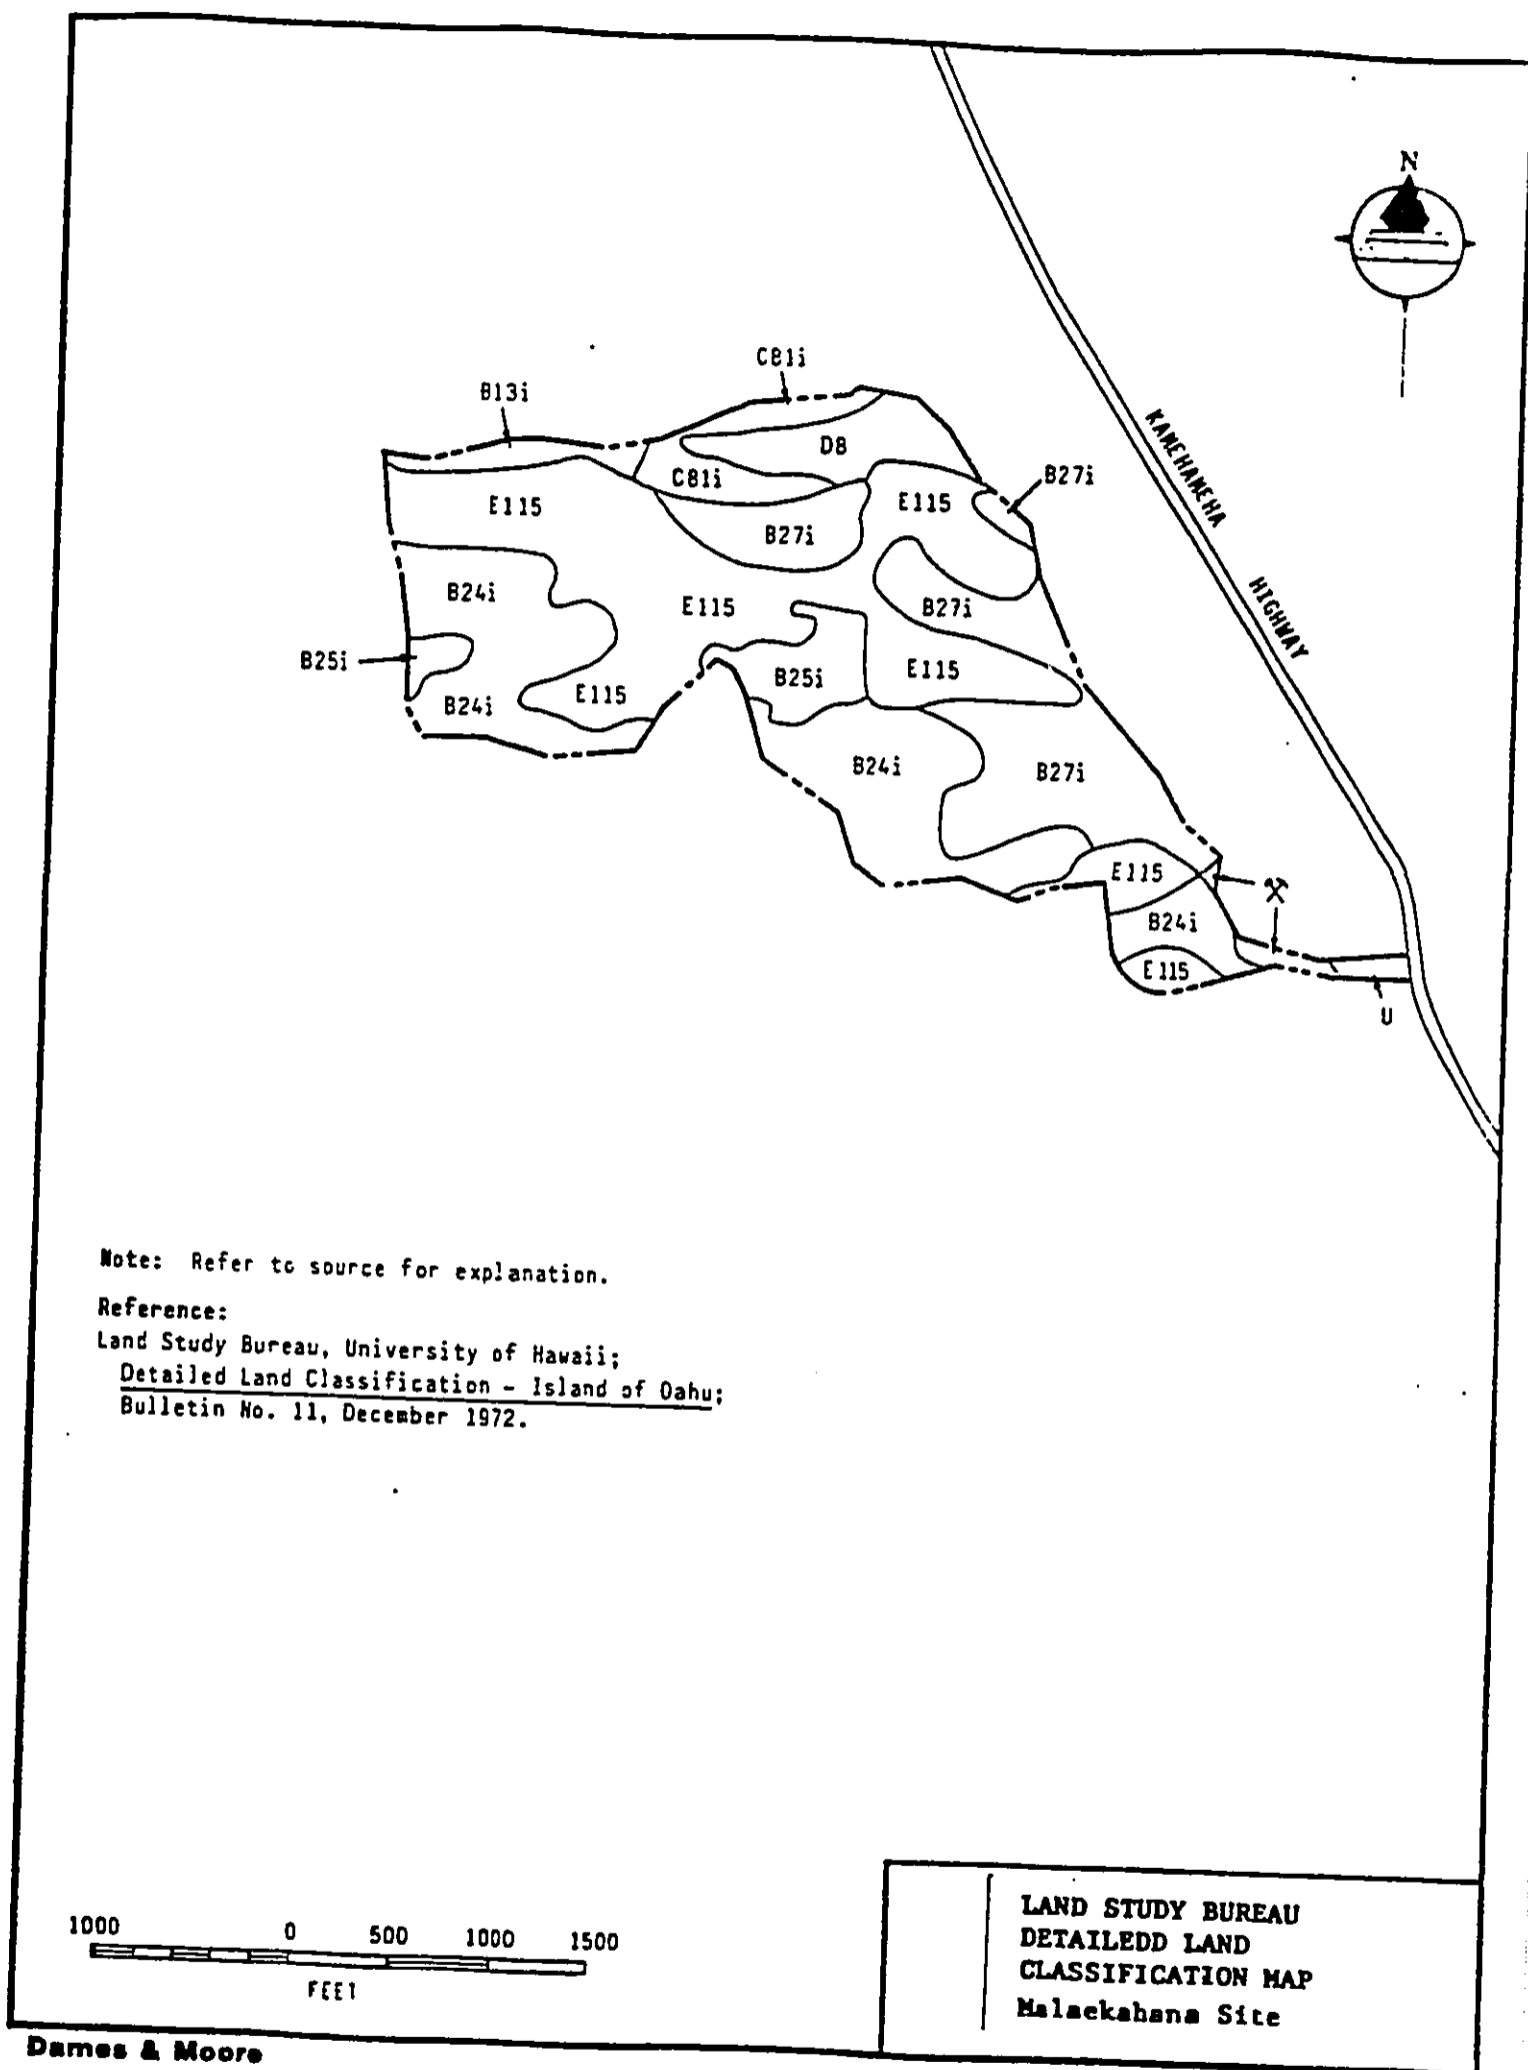 N
KAMEHAMEHA
HIGHWAY
C81i
B13i
D8
C81i
B27i
E115
E115
B27i
B24i
E115
B27i
B25i
B25i
E115
E115
B24i
B24i
B27i
E115
B24i
E115
U
Note: Refer to source for explanation.
Reference:
Land Study Bureau, University of Hawaii;
Detailed Land Classification - Island of Oahu;
Bulletin No. 11, December 1972.
1000 0 500 1000 1500
FEET
LAND STUDY BUREAU
DETAILEDD LAND
CLASSIFICATION MAP
Malaekahana Site
Dames & Moore